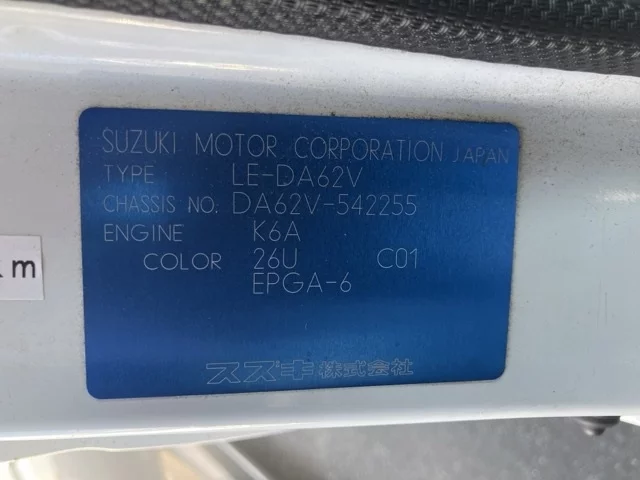 SUZUKI MOTOR CORPORATION JAPAN
TYPE LE-DA62V
CHASSIS NO. DA62V-542255
ENGINE K6A
COLOR 26U C01
EPGA-6
スズキ株式会社
km